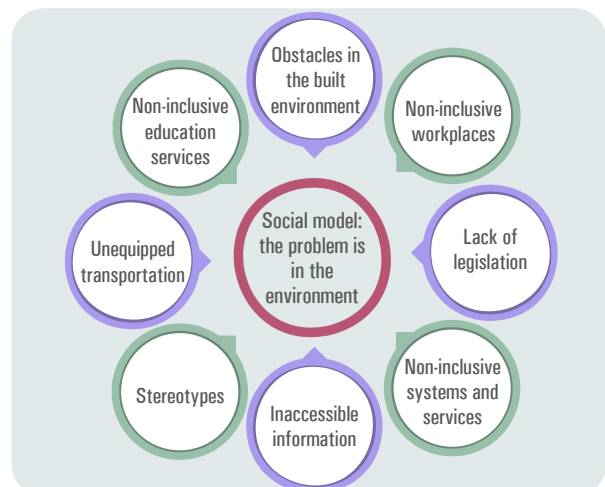 Obstacles in
the built
environment
Non-inclusive
education
services
Non-inclusive
workplaces
Social model:
the problem is
in the
environment
Unequipped
transportation
Lack of
legislation
Stereotypes
Inaccessible
information
Non-inclusive
systems and
services